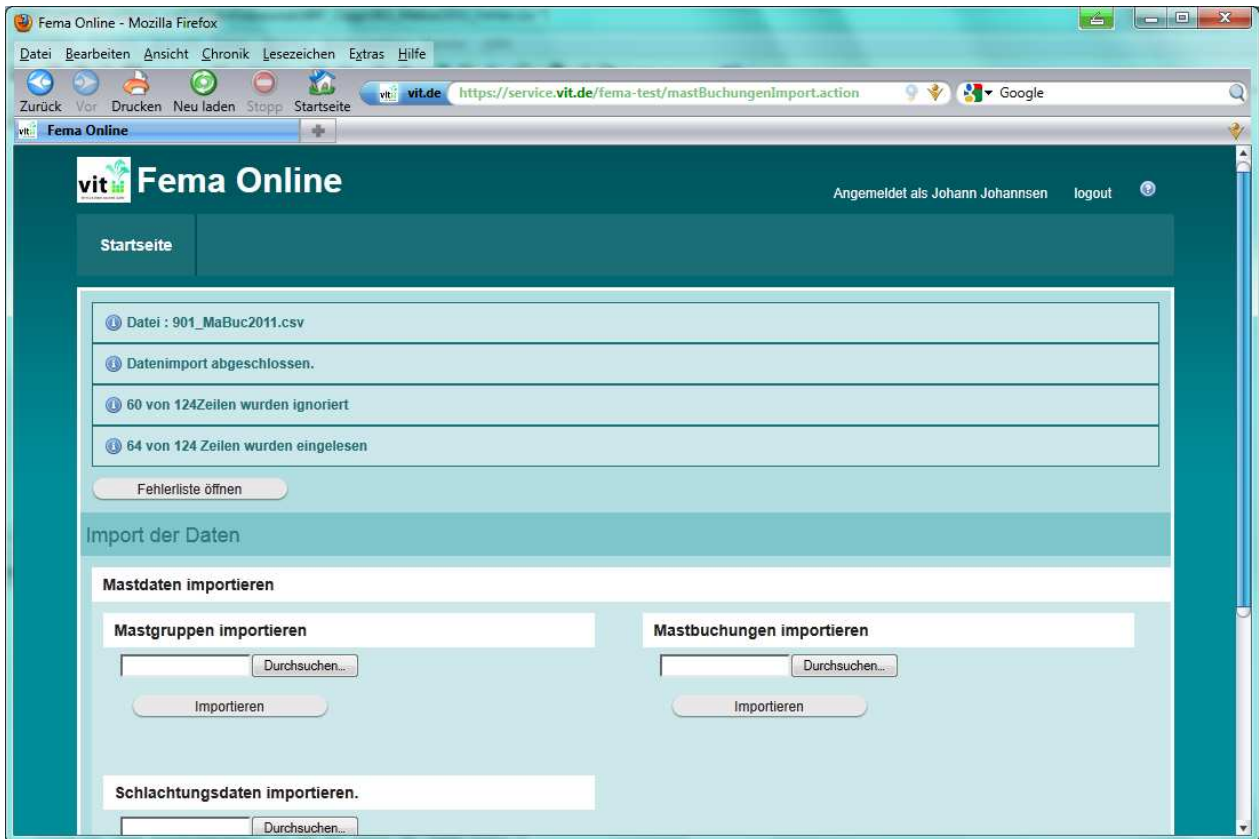 Fema Online - Mozilla Firefox
Datei Bearbeiten Ansicht Chronik Lesezeichen Extras Hilfe
Zurück Vor Drucken Neu laden Stopp Startseite
vit vit.de https://service.vit.de/fema-test/mastBuchungenImport.action Google
vit Fema Online
vit Fema Online
Angemeldet als Johann Johannsen logout
Startseite
Datei : 901_MaBuc2011.csv
Datenimport abgeschlossen.
60 von 124Zeilen wurden ignoriert
64 von 124 Zeilen wurden eingelesen
Fehlerliste öffnen
Import der Daten
Mastdaten importieren
Mastgruppen importieren Mastbuchungen importieren
Durchsuchen... Durchsuchen...
Importieren Importieren
Schlachtungsdaten importieren.
Durchsuchen...